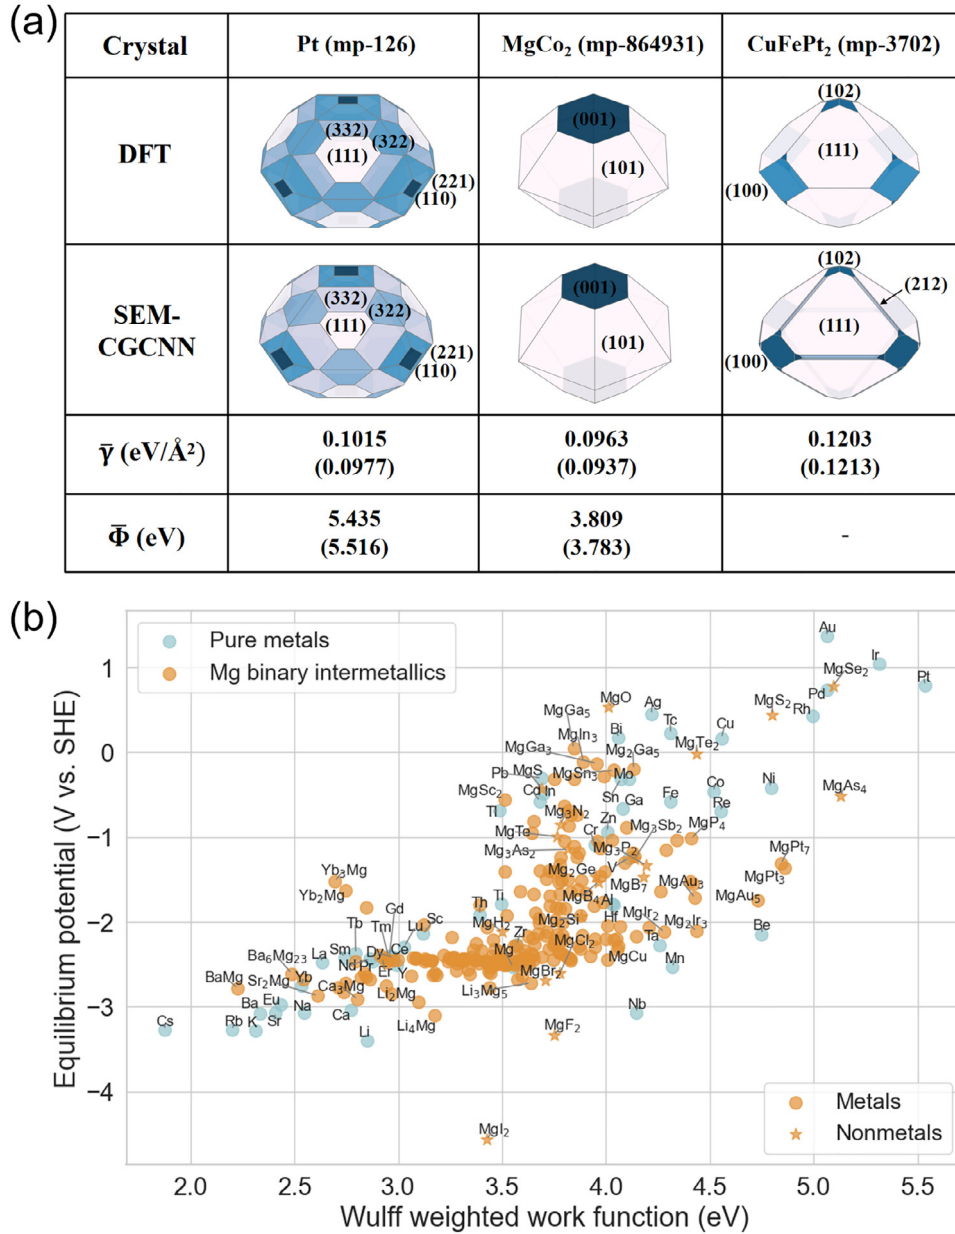 (a)
Crystal Pt (mp-126) MgCo₂ (mp-864931) CuFePt₂ (mp-3702)
DFT
(332) (322) (111) (221) (110)
(001) (101)
(102) (111) (100)
SEM-
CGCNN
(332) (322) (111) (221) (110)
(001) (101)
(102) (212) (111) (100)
γ̄ (eV/Å²) 0.1015 0.0963 0.1203
(0.0977) (0.0937) (0.1213)
Φ̄ (eV) 5.435 3.809 -
(5.516) (3.783)
(b)
Pure metals
Mg binary intermetallics
Au
Ir
MgSe₂
Pt
Pd
MgO
MgS₂
Rh
Ag
MgGa₅
Tc
Cu
Bi
MgIn₃
MgTe₂
MgGa₃
Mg₂Ga₅
Pb
MgS
MgSn₃
Mo
Co
Ni
MgAs₄
MgSc₂
Cd
In
Sn
Ga
Fe
Re
Tl
Mg₃N₂
Zn
MgTe
Cr
Mg₃Sb₂
MgP₄
Mg₃As₂
Mg₃P₂
MgPt₇
Yb₃Mg
Mg₂Ge
V
MgB₇
MgAu₃
MgPt₃
Yb₂Mg
Th
Ti
MgB₄
Al
MgAu₅
Gd
Tm
Sc
Lu
MgH₂
Mg₂Si
Hf
MgIr₂
Mg₂Ir₃
Be
Tb
Zr
Ta
Ba₆Mg₂₃
La
Sm
Dy
Ce
Mg
MgCl₂
MgCu
Mn
BaMg
Sr₂Mg
Yb
Nd
Pr
Er
Y
MgBr₂
Ca₃Mg
Li₂Mg
Li₃Mg₅
Ba
Eu
Na
Cs
Rb
K
Sr
Ca
Li
Li₄Mg
Nb
MgF₂
MgI₂
Metals
Nonmetals
1
0
−1
−2
−3
−4
Equilibrium potential (V vs. SHE)
2.0 2.5 3.0 3.5 4.0 4.5 5.0 5.5
Wulff weighted work function (eV)